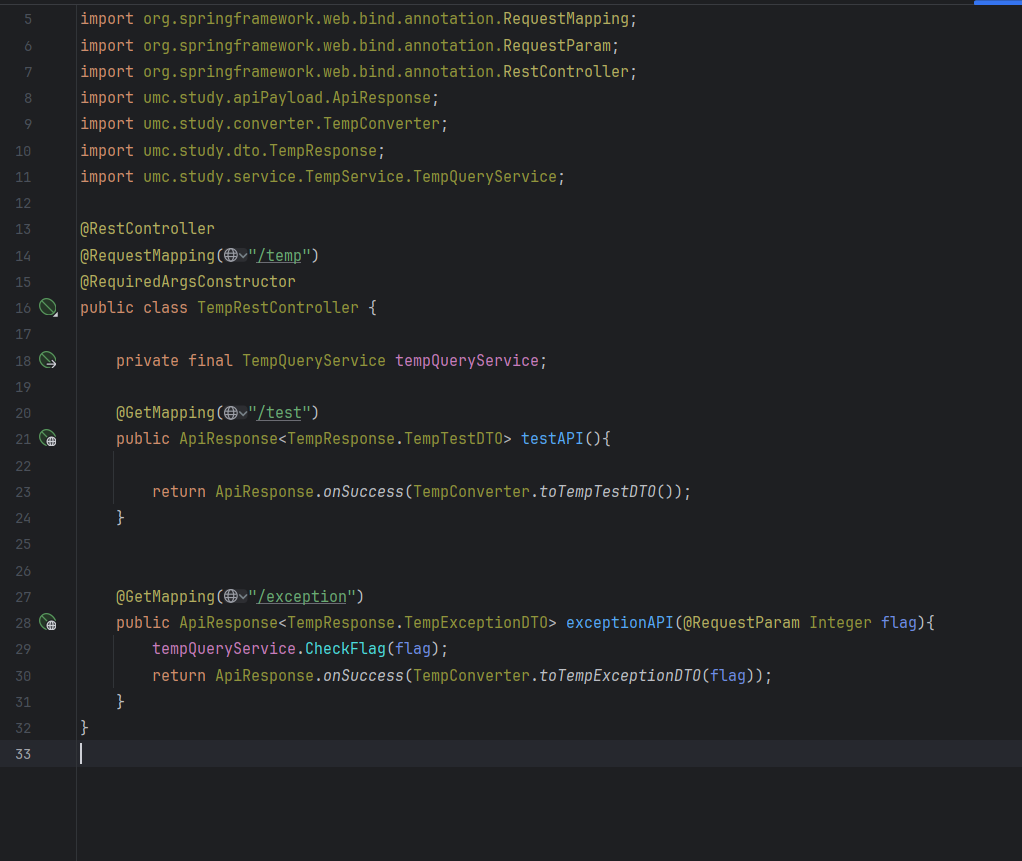 5 import org.springframework.web.bind.annotation.RequestMapping;
6 import org.springframework.web.bind.annotation.RequestParam;
7 import org.springframework.web.bind.annotation.RestController;
8 import umc.study.apiPayload.ApiResponse;
9 import umc.study.converter.TempConverter;
10 import umc.study.dto.TempResponse;
11 import umc.study.service.TempService.TempQueryService;
12
13 @RestController
14 @RequestMapping("/temp")
15 @RequiredArgsConstructor
16 public class TempRestController {
17
18     private final TempQueryService tempQueryService;
19
20     @GetMapping("/test")
21     public ApiResponse<TempResponse.TempTestDTO> testAPI(){
22
23         return ApiResponse.onSuccess(TempConverter.toTempTestDTO());
24     }
25
26
27     @GetMapping("/exception")
28     public ApiResponse<TempResponse.TempExceptionDTO> exceptionAPI(@RequestParam Integer flag){
29         tempQueryService.CheckFlag(flag);
30         return ApiResponse.onSuccess(TempConverter.toTempExceptionDTO(flag));
31     }
32 }
33